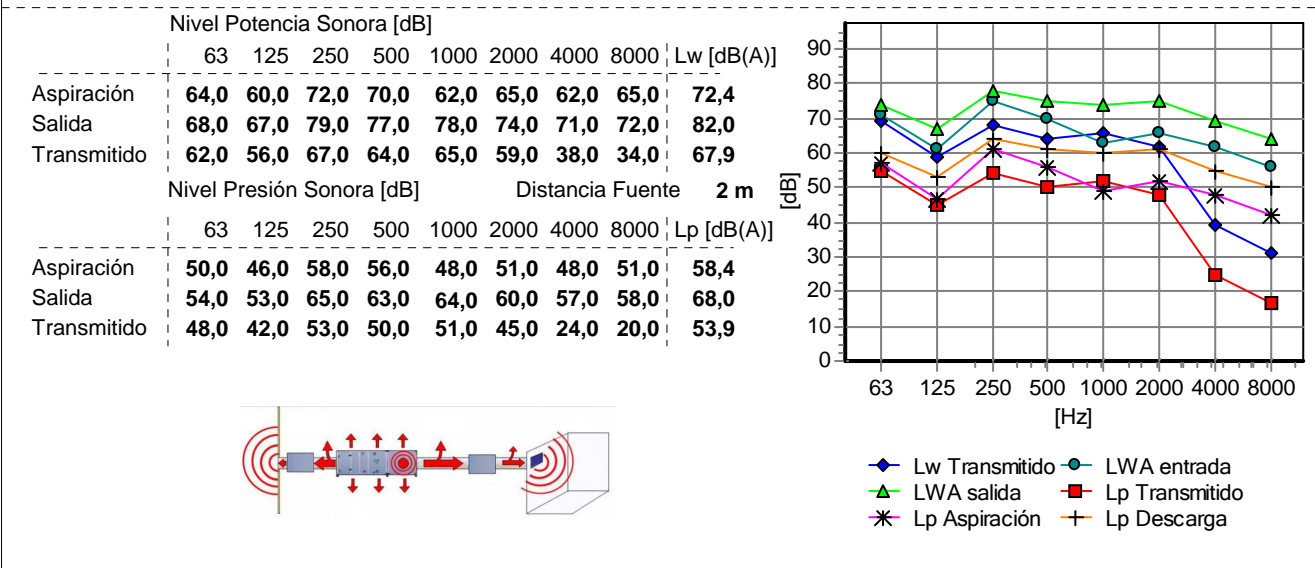 Nivel Potencia Sonora [dB]
63 125 250 500 1000 2000 4000 8000 Lw [dB(A)]
Aspiración 64,0 60,0 72,0 70,0 62,0 65,0 62,0 65,0 72,4
Salida 68,0 67,0 79,0 77,0 78,0 74,0 71,0 72,0 82,0
Transmitido 62,0 56,0 67,0 64,0 65,0 59,0 38,0 34,0 67,9
Nivel Presión Sonora [dB] Distancia Fuente 2 m
63 125 250 500 1000 2000 4000 8000 Lp [dB(A)]
Aspiración 50,0 46,0 58,0 56,0 48,0 51,0 48,0 51,0 58,4
Salida 54,0 53,0 65,0 63,0 64,0 60,0 57,0 58,0 68,0
Transmitido 48,0 42,0 53,0 50,0 51,0 45,0 24,0 20,0 53,9
90
80
70
60
50
40
30
20
10
0
[dB]
63 125 250 500 1000 2000 4000 8000
[Hz]
Lw Transmitido LWA entrada
LWA salida Lp Transmitido
Lp Aspiración Lp Descarga